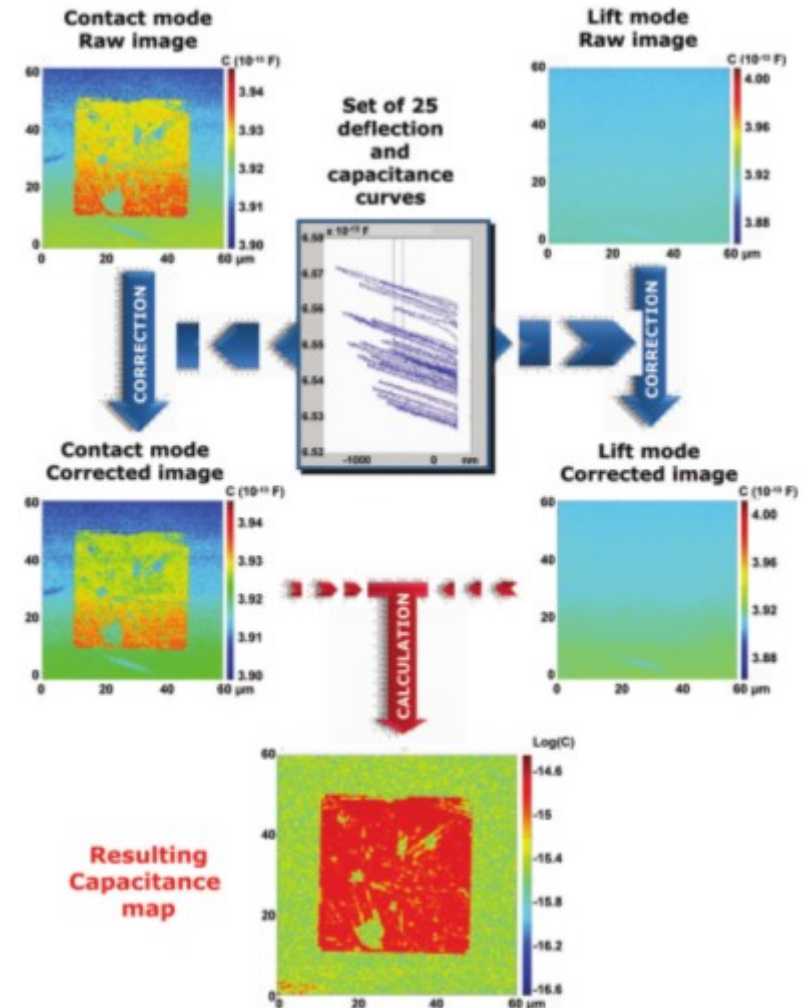 Contact mode
Raw image
C (10⁻¹³ F)
60
40
20
0
3.94
3.93
3.92
3.91
3.90
0 20 40 60 µm
Lift mode
Raw image
C (10⁻¹³ F)
60
40
20
0
4.00
3.96
3.92
3.88
0 20 40 60 µm
Set of 25
deflection
and
capacitance
curves
x 10⁻¹³ F
6.58
6.57
6.56
6.55
6.54
6.53
6.52
-1000 0 nm
CORRECTION
CORRECTION
Contact mode
Corrected image
C (10⁻¹³ F)
60
40
20
0
3.94
3.93
3.92
3.91
3.90
0 20 40 60 µm
Lift mode
Corrected image
C (10⁻¹³ F)
60
40
20
0
4.00
3.96
3.92
3.88
0 20 40 60 µm
CALCULATION
Resulting
Capacitance
map
Log(C)
60
40
20
0
-14.6
-15
-15.4
-15.8
-16.2
-16.6
0 20 40 60 µm